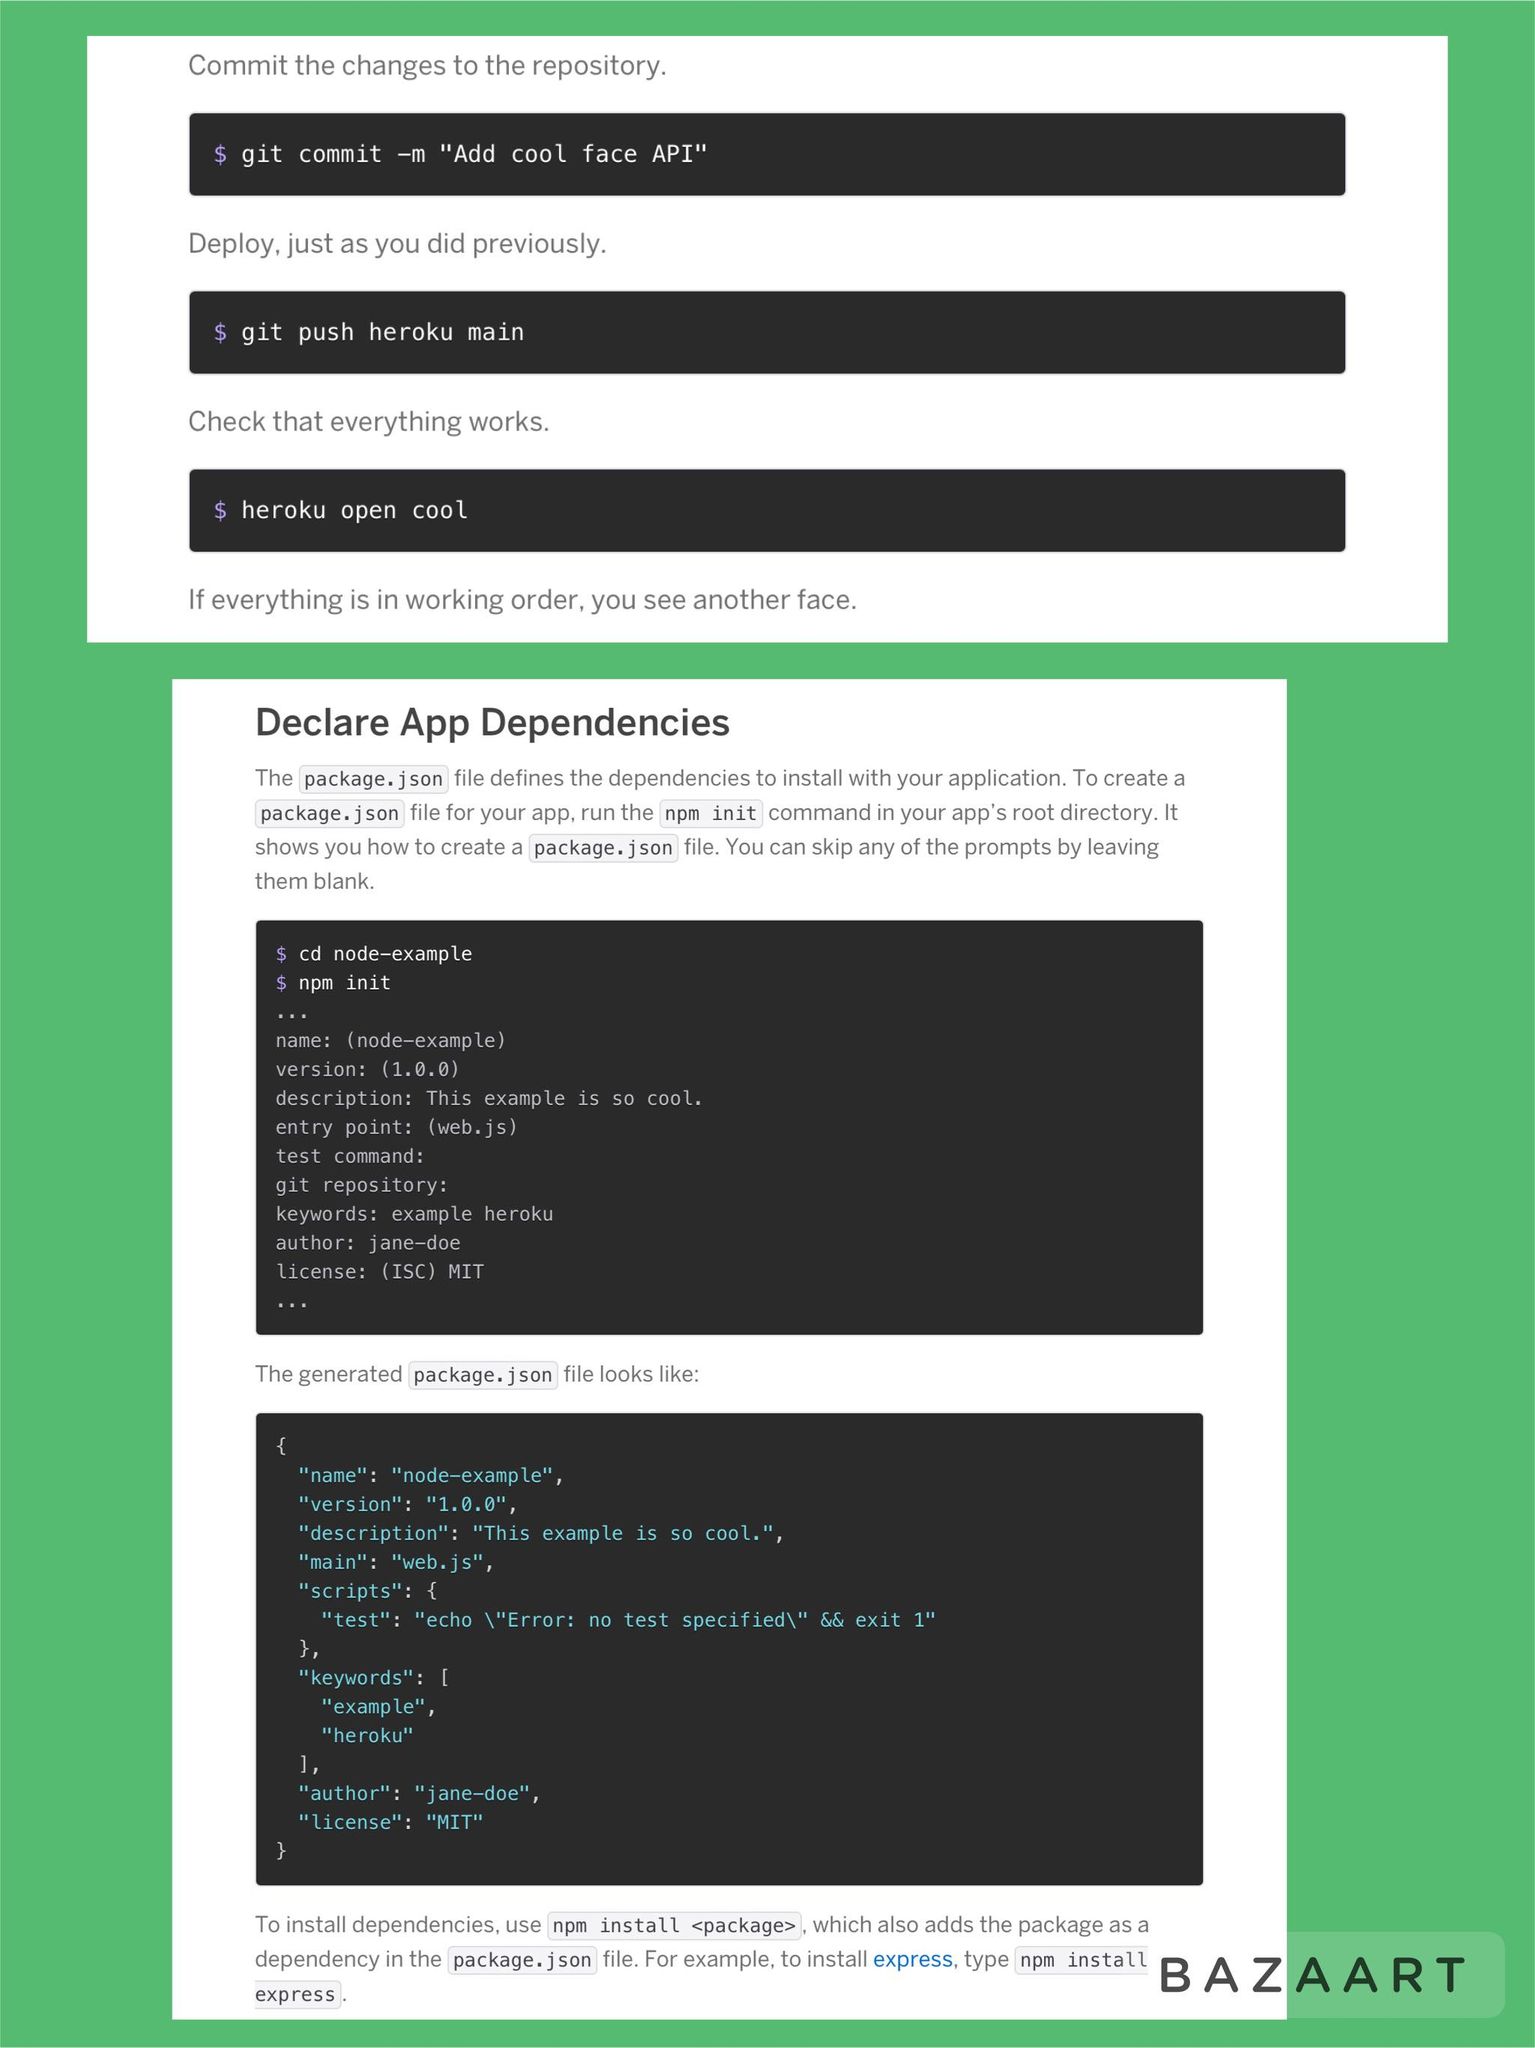 Commit the changes to the repository.
$ git commit -m "Add cool face API"
Deploy, just as you did previously.
$ git push heroku main
Check that everything works.
$ heroku open cool
If everything is in working order, you see another face.
Declare App Dependencies
The package.json file defines the dependencies to install with your application. To create a
package.json file for your app, run the npm init command in your app’s root directory. It
shows you how to create a package.json file. You can skip any of the prompts by leaving
them blank.
$ cd node-example
$ npm init
...
name: (node-example)
version: (1.0.0)
description: This example is so cool.
entry point: (web.js)
test command:
git repository:
keywords: example heroku
author: jane-doe
license: (ISC) MIT
...
The generated package.json file looks like:
{
  "name": "node-example",
  "version": "1.0.0",
  "description": "This example is so cool.",
  "main": "web.js",
  "scripts": {
    "test": "echo \"Error: no test specified\" && exit 1"
  },
  "keywords": [
    "example",
    "heroku"
  ],
  "author": "jane-doe",
  "license": "MIT"
}
To install dependencies, use npm install <package>, which also adds the package as a
dependency in the package.json file. For example, to install express, type npm install
express.
BAZAART